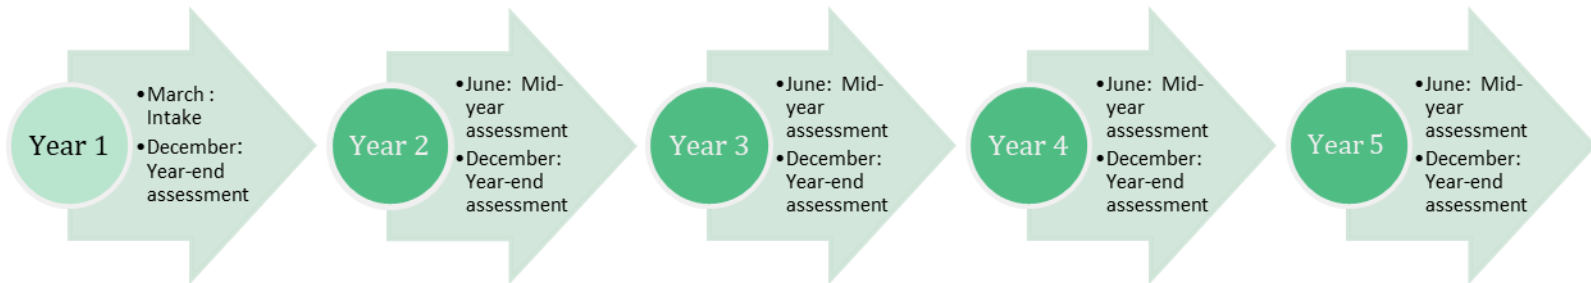 Year 1
•March :
Intake
•December:
Year-end
assessment
Year 2
•June: Mid-
year
assessment
•December:
Year-end
assessment
Year 3
•June: Mid-
year
assessment
•December:
Year-end
assessment
Year 4
•June: Mid-
year
assessment
•December:
Year-end
assessment
Year 5
•June: Mid-
year
assessment
•December:
Year-end
assessment